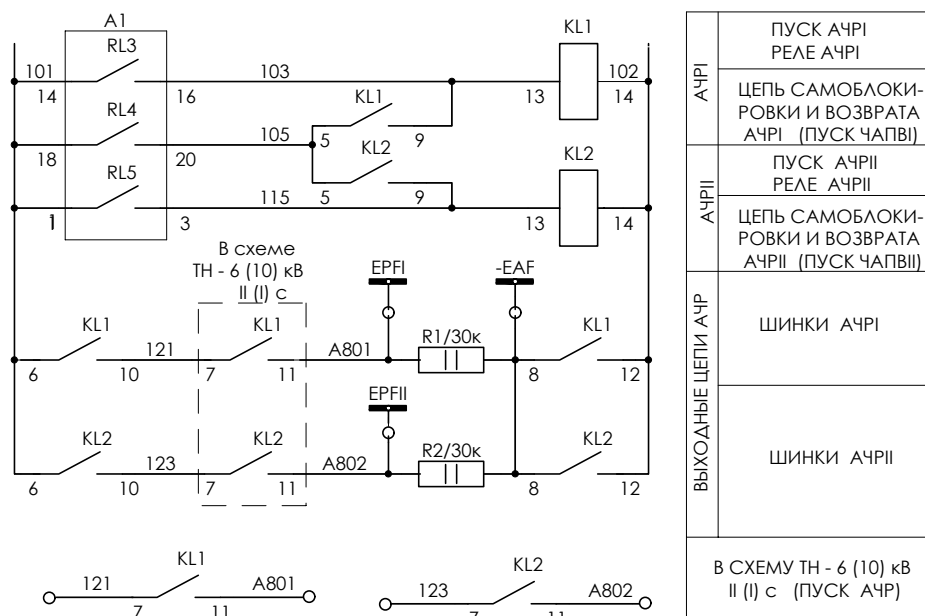 A1
KL1
RL3
101
103
102
14
16
13
14
RL4
KL1
105
18
20
5
9
KL2
KL2
RL5
115
5
9
1
3
13
14
В схеме
ТН - 6 (10) кВ
II (I) с
EPFI
-EAF
KL1
121
KL1
A801
R1/30к
KL1
6
10
7
11
8
12
EPFII
KL2
123
KL2
A802
R2/30к
KL2
6
10
7
11
8
12
121
KL1
A801
7
11
123
KL2
A802
7
11
АЧРI
ПУСК АЧРI
РЕЛЕ АЧРI
ЦЕПЬ САМОБЛОКИ-
РОВКИ И ВОЗВРАТА
АЧРI (ПУСК ЧАПВI)
АЧРII
ПУСК АЧРII
РЕЛЕ АЧРII
ЦЕПЬ САМОБЛОКИ-
РОВКИ И ВОЗВРАТА
АЧРII (ПУСК ЧАПВII)
ВЫХОДНЫЕ ЦЕПИ АЧР
ШИНКИ АЧРI
ШИНКИ АЧРII
В СХЕМУ ТН - 6 (10) кВ
II (I) с (ПУСК АЧР)